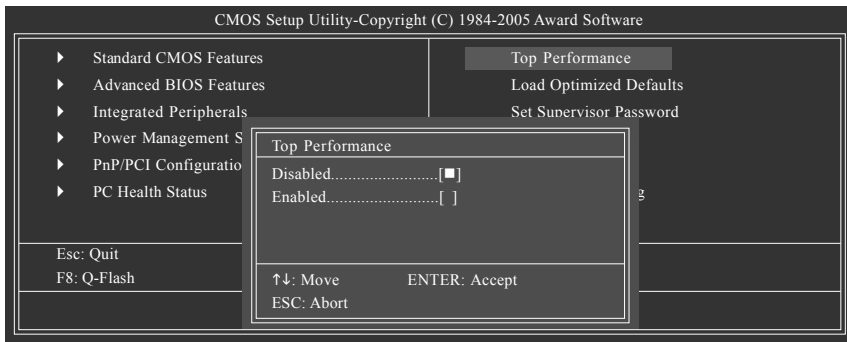 CMOS Setup Utility-Copyright (C) 1984-2005 Award Software
Standard CMOS Features
Advanced BIOS Features
Integrated Peripherals
Power Management S
PnP/PCI Configuratio
PC Health Status
Top Performance
Load Optimized Defaults
Set Supervisor Password
g
Top Performance
Disabled.........................[■]
Enabled..........................[ ]
↑↓: Move ENTER: Accept
ESC: Abort
Esc: Quit
F8: Q-Flash